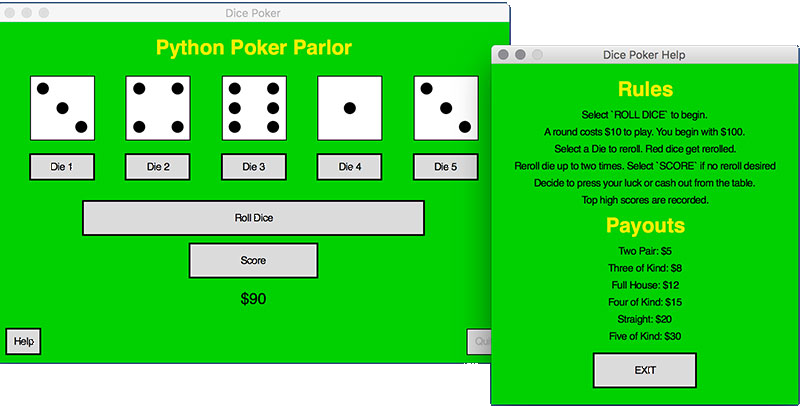 Dice Poker
Python Poker Parlor
Die 1
Die 2
Die 3
Die 4
Die 5
Roll Dice
Score
$90
Help
Dice Poker Help
Rules
Select `ROLL DICE` to begin.
A round costs $10 to play. You begin with $100.
Select a Die to reroll. Red dice get rerolled.
Reroll die up to two times. Select `SCORE` if no reroll desired
Decide to press your luck or cash out from the table.
Top high scores are recorded.
Payouts
Two Pair: $5
Three of Kind: $8
Full House: $12
Four of Kind: $15
Straight: $20
Five of Kind: $30
EXIT